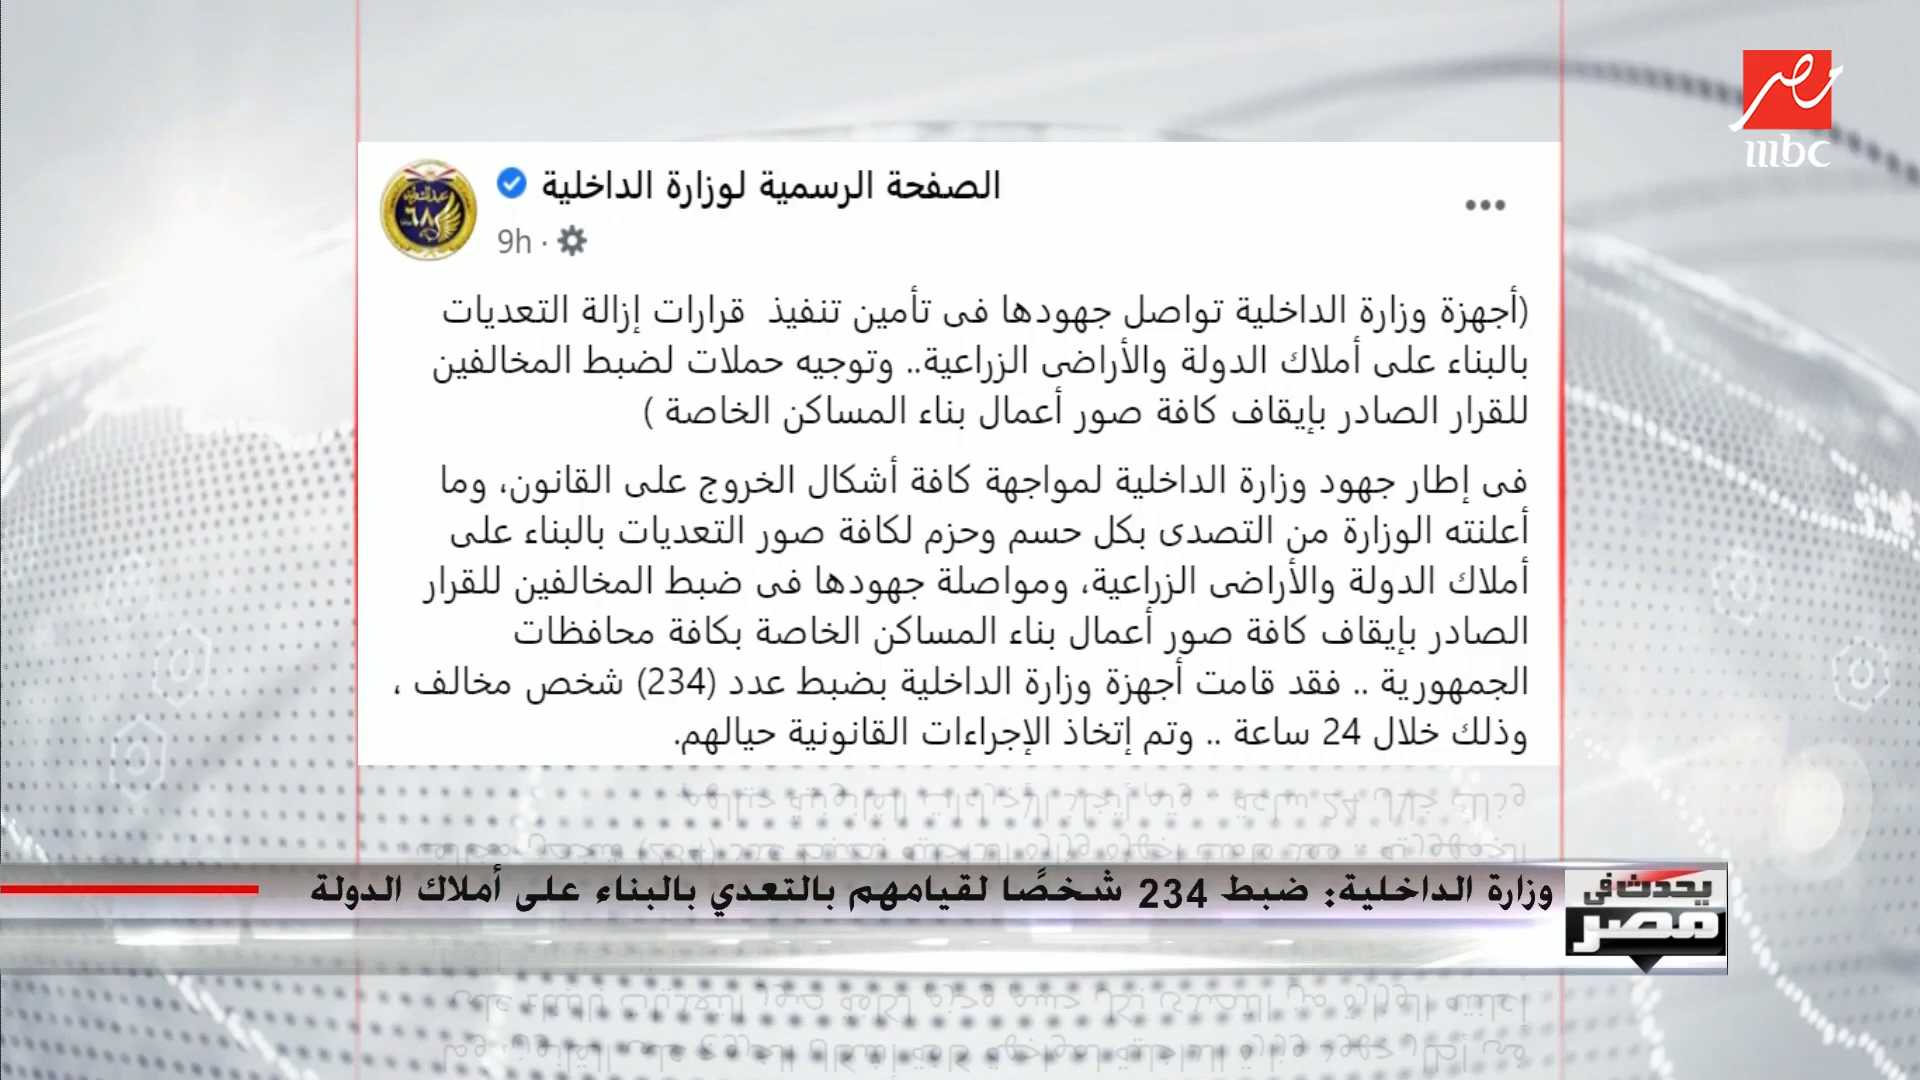 مصر
mbc
الصفحة الرسمية لوزارة الداخلية
9h ·
(أجهزة وزارة الداخلية تواصل جهودها فى تأمين تنفيذ قرارات إزالة التعديات
بالبناء على أملاك الدولة والأراضى الزراعية.. وتوجيه حملات لضبط المخالفين
للقرار الصادر بإيقاف كافة صور أعمال بناء المساكن الخاصة )
فى إطار جهود وزارة الداخلية لمواجهة كافة أشكال الخروج على القانون، وما
أعلنته الوزارة من التصدى بكل حسم وحزم لكافة صور التعديات بالبناء على
أملاك الدولة والأراضى الزراعية، ومواصلة جهودها فى ضبط المخالفين للقرار
الصادر بإيقاف كافة صور أعمال بناء المساكن الخاصة بكافة محافظات
الجمهورية .. فقد قامت أجهزة وزارة الداخلية بضبط عدد (234) شخص مخالف ،
وذلك خلال 24 ساعة .. وتم إتخاذ الإجراءات القانونية حيالهم.
وزارة الداخلية: ضبط 234 شخصًا لقيامهم بالتعدي بالبناء على أملاك الدولة
يحدث فى
مصر